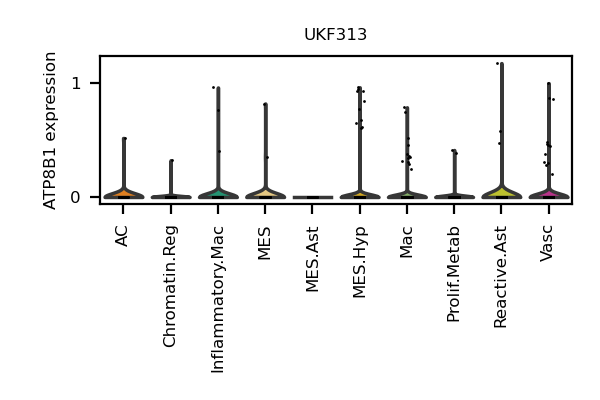 UKF313
ATP8B1 expression
1
0
AC
Chromatin.Reg
Inflammatory.Mac
MES
MES.Ast
MES.Hyp
Mac
Prolif.Metab
Reactive.Ast
Vasc